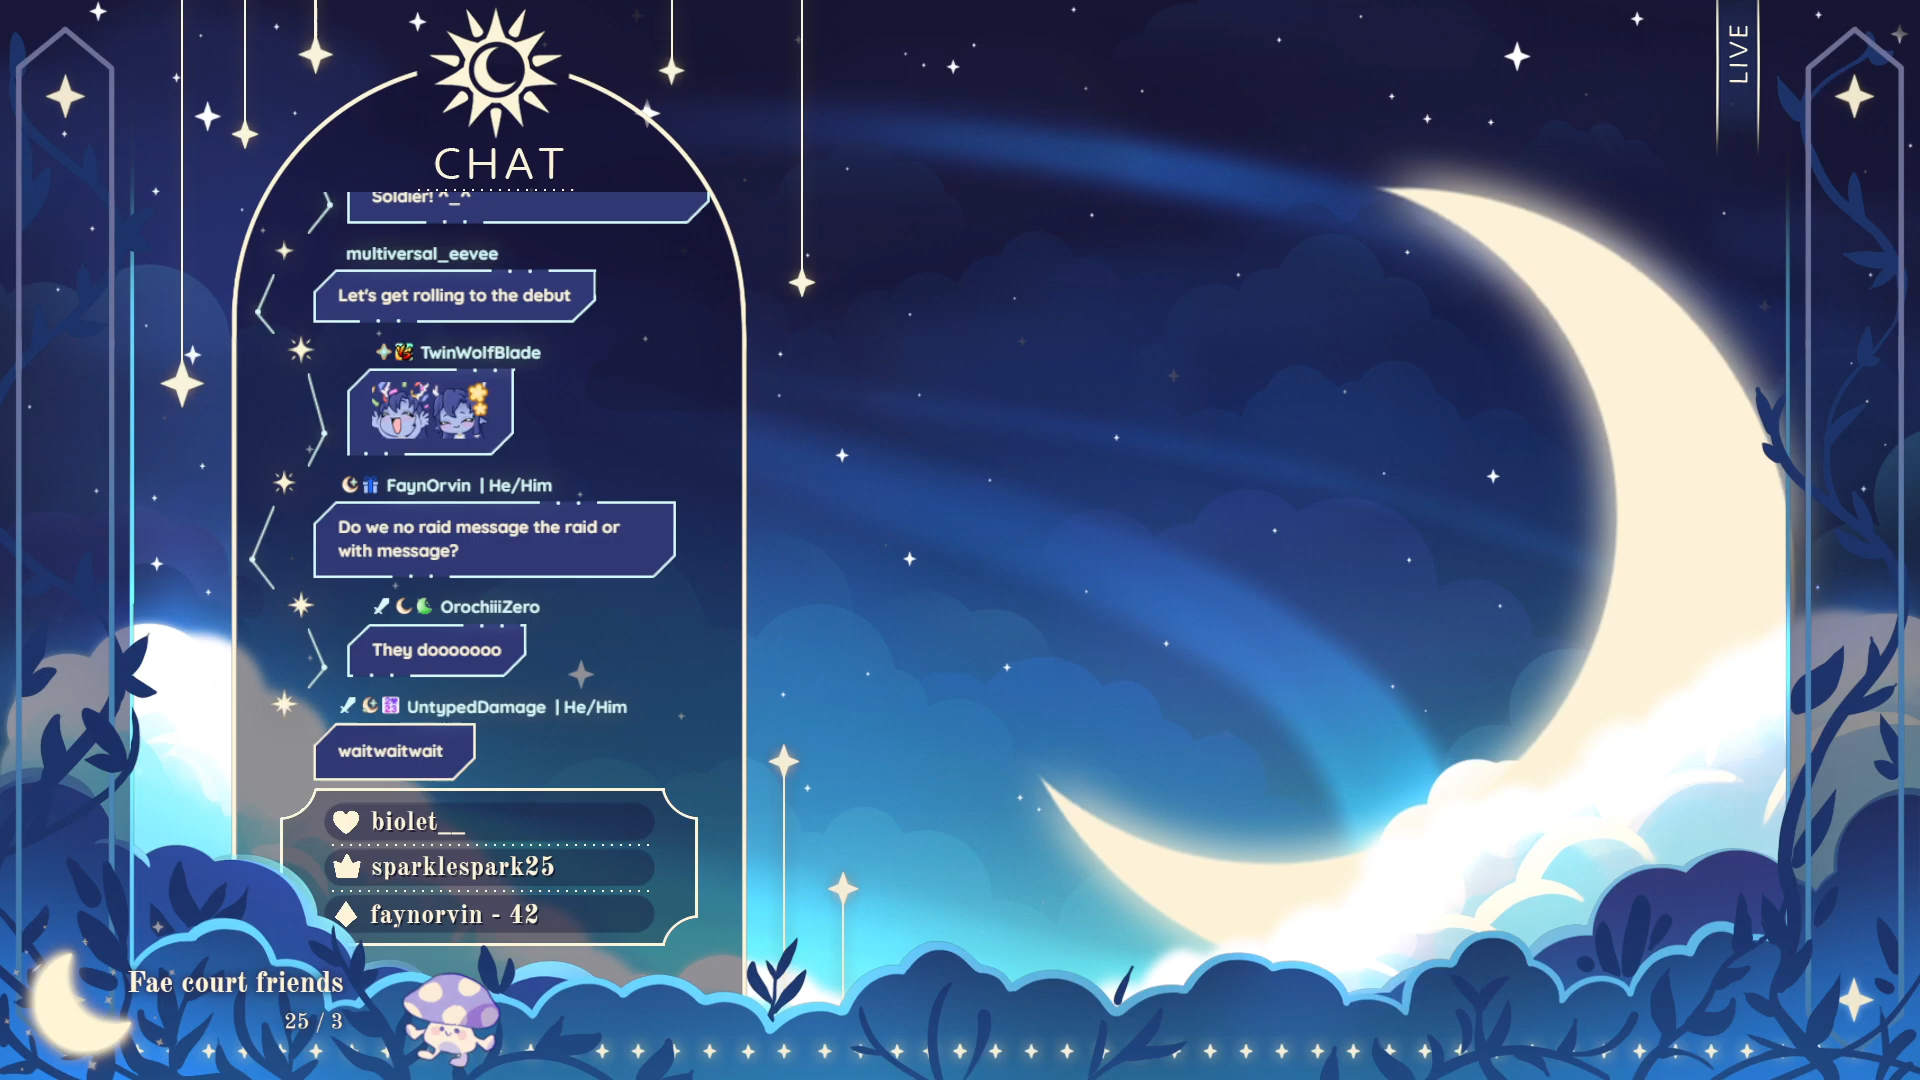 LIVE
CHAT
Soldier! ^_^
multiversal_eevee
Let's get rolling to the debut
TwinWolfBlade
FaynOrvin | He/Him
Do we no raid message the raid or
with message?
OrochiiiZero
They dooooooo
UntypedDamage | He/Him
waitwaitwait
biolet__
sparklespark25
faynorvin - 42
Fae court friends
25 / 3